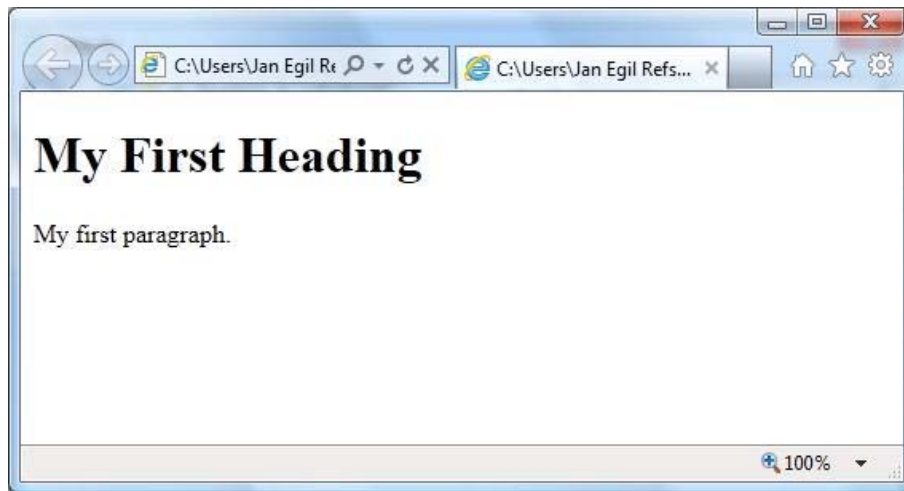 C:\Users\Jan Egil Re
C:\Users\Jan Egil Refs...
My First Heading
My first paragraph.
100%